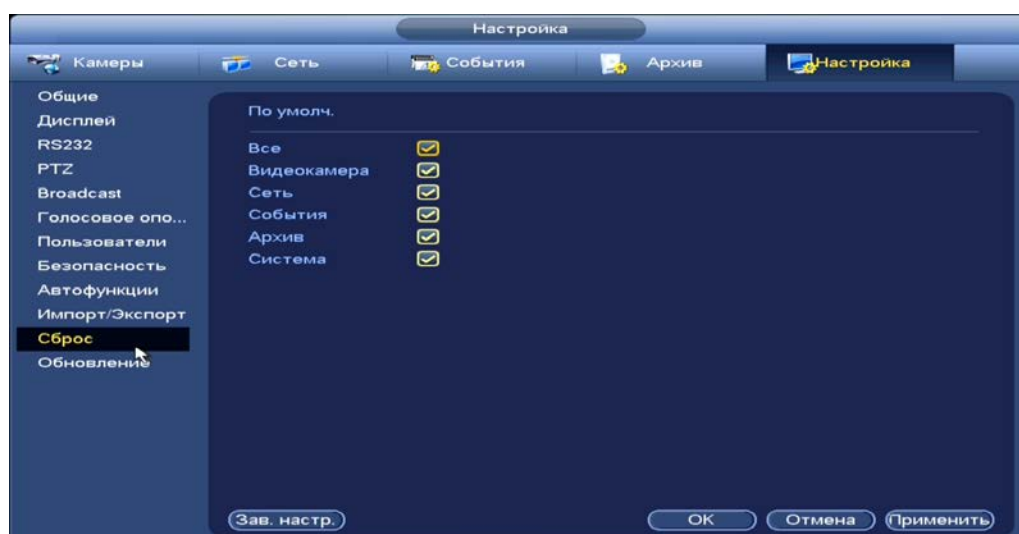 Настройка
Камеры
Сеть
События
Архив
Настройка
Общие
Дисплей
RS232
PTZ
Broadcast
Голосовое опо...
Пользователи
Безопасность
Автофункции
Импорт/Экспорт
Сброс
Обновление
По умолч.
Все
Видеокамера
Сеть
События
Архив
Система
Зав. настр.
OK
Отмена
Применить